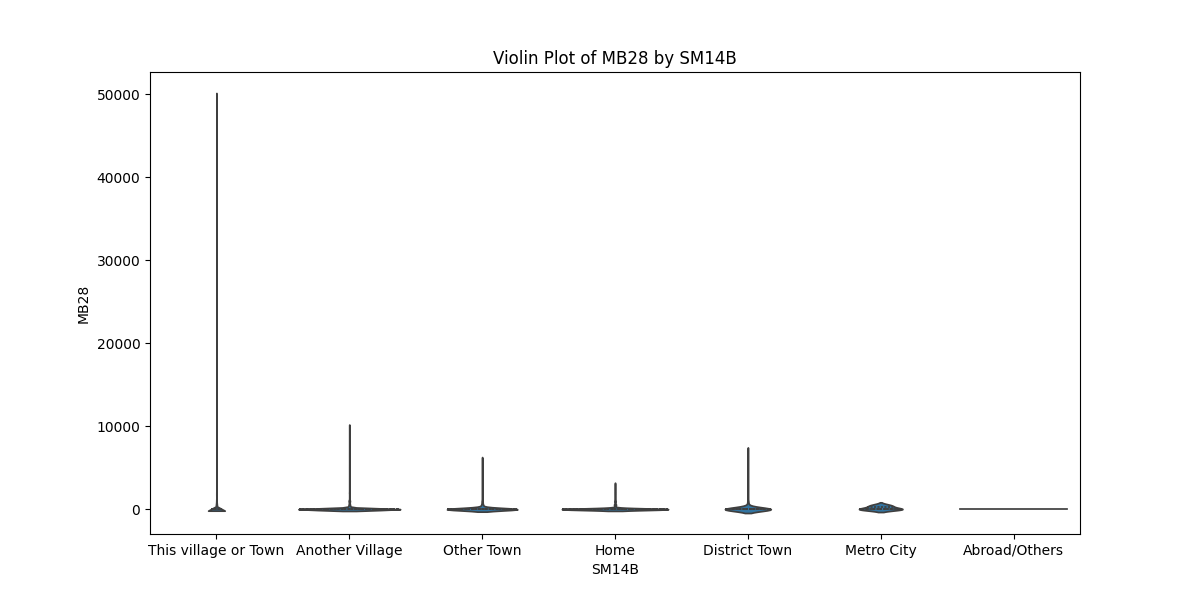 Violin Plot of MB28 by SM14B
50000
40000
30000
20000
10000
0
MB28
This village or Town
Another Village
Other Town
Home
District Town
Metro City
Abroad/Others
SM14B